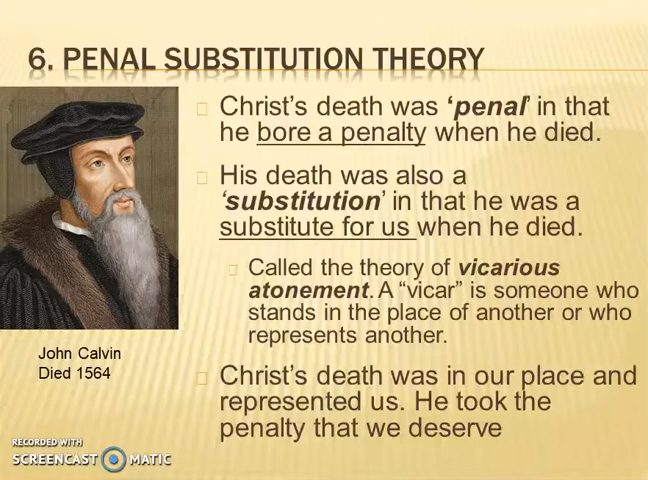 6. PENAL SUBSTITUTION THEORY
Christ's death was 'penal' in that
he bore a penalty when he died.
His death was also a
'substitution' in that he was a
substitute for us when he died.
Called the theory of vicarious
atonement. A "vicar" is someone who
stands in the place of another or who
represents another.
Christ's death was in our place and
represented us. He took the
penalty that we deserve
John Calvin
Died 1564
RECORDED WITH
SCREENCAST MATIC